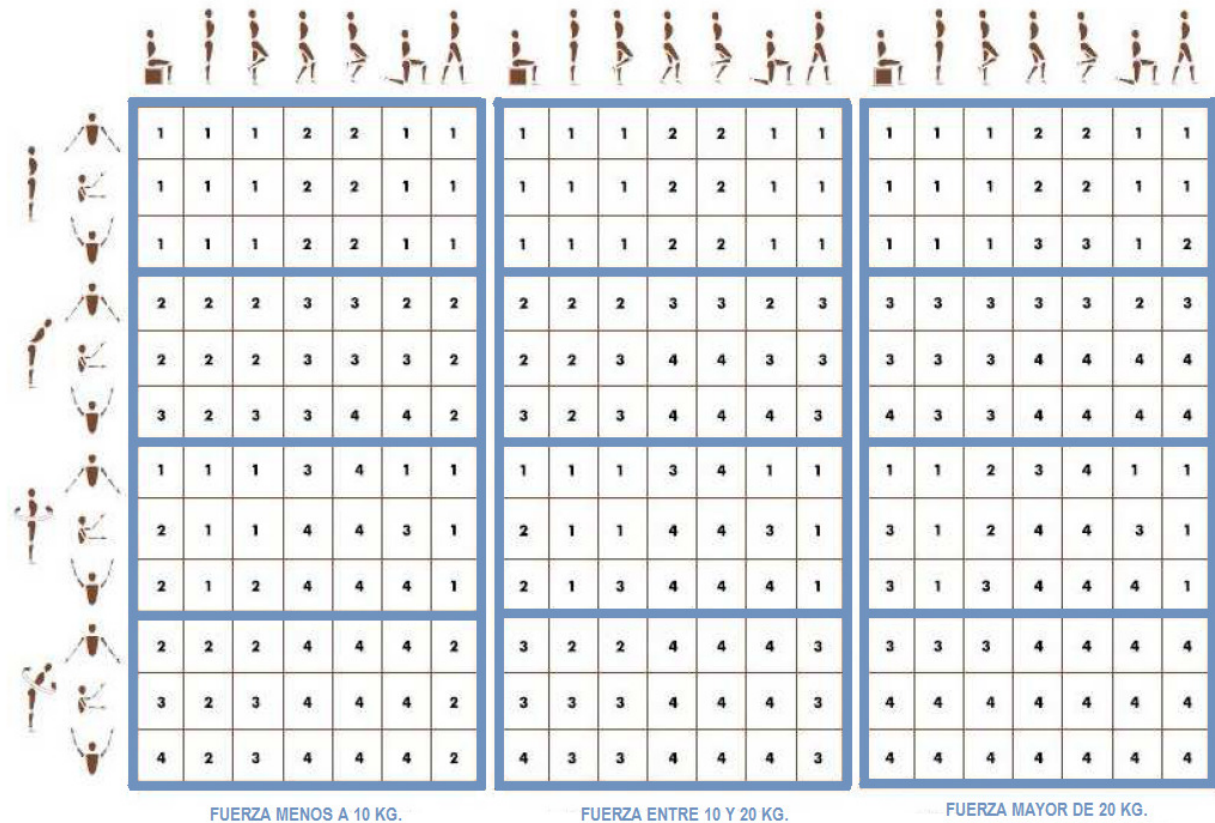 1 1 1 2 2 1 1 1 1 1 2 2 1 1 1 1 1 2 2 1 1
1 1 1 2 2 1 1 1 1 1 2 2 1 1 1 1 1 2 2 1 1
1 1 1 2 2 1 1 1 1 1 2 2 1 1 1 1 1 3 3 1 2
2 2 2 3 3 2 2 2 2 2 3 3 2 3 3 3 3 3 3 2 3
2 2 2 3 3 3 2 2 2 3 4 4 3 3 3 3 3 4 4 4 4
3 2 3 3 4 4 2 3 2 3 4 4 4 3 4 3 3 4 4 4 4
1 1 1 3 4 1 1 1 1 1 3 4 1 1 1 1 2 3 4 1 1
2 1 1 4 4 3 1 2 1 1 4 4 3 1 3 1 2 4 4 3 1
2 1 2 4 4 4 1 2 1 3 4 4 4 1 3 1 3 4 4 4 1
2 2 2 4 4 4 2 3 2 2 4 4 4 3 3 3 3 4 4 4 4
3 2 3 4 4 4 2 3 3 3 4 4 4 3 4 4 4 4 4 4 4
4 2 3 4 4 4 2 4 3 3 4 4 4 3 4 4 4 4 4 4 4
FUERZA MENOS A 10 KG. FUERZA ENTRE 10 Y 20 KG. FUERZA MAYOR DE 20 KG.